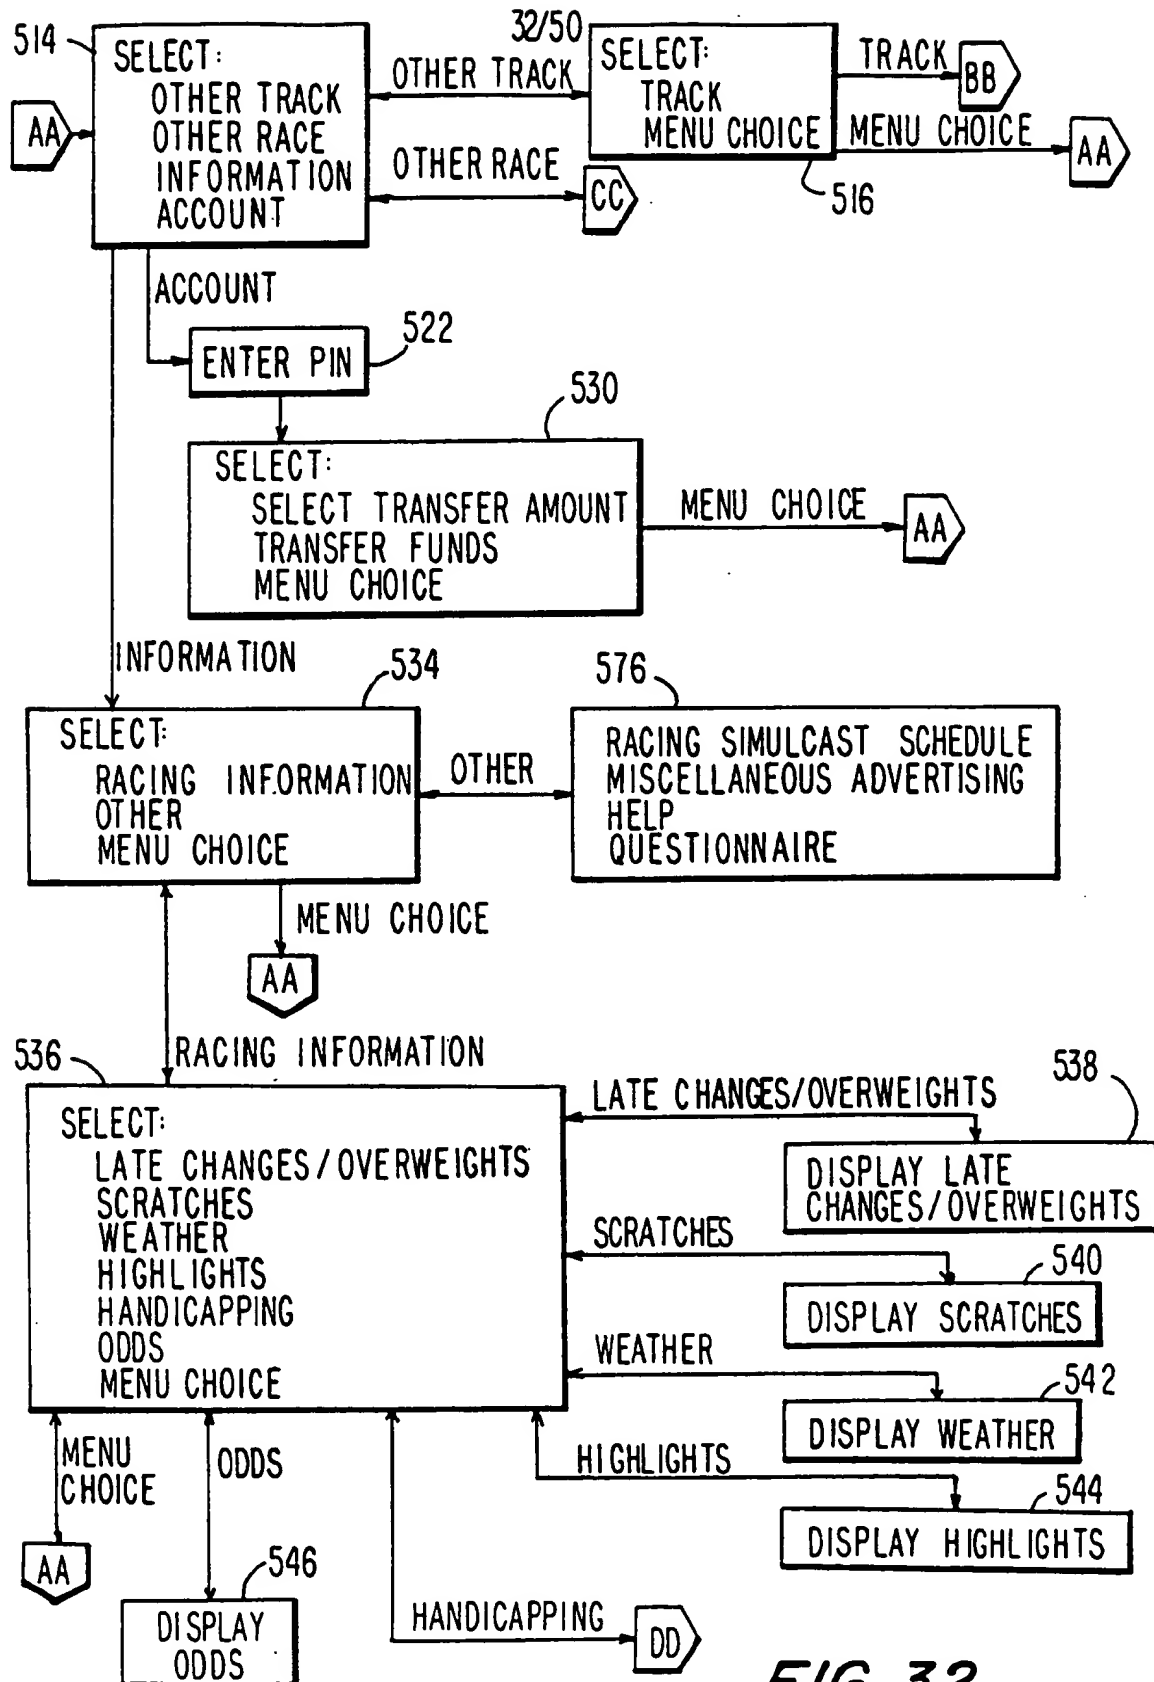 514
SELECT:
OTHER TRACK
OTHER RACE
INFORMATION
ACCOUNT
AA
OTHER TRACK
32/50
SELECT:
TRACK
MENU CHOICE
TRACK
BB
MENU CHOICE
AA
516
OTHER RACE
CC
ACCOUNT
ENTER PIN
522
530
SELECT:
SELECT TRANSFER AMOUNT
TRANSFER FUNDS
MENU CHOICE
MENU CHOICE
AA
INFORMATION
534
SELECT:
RACING INFORMATION
OTHER
MENU CHOICE
OTHER
576
RACING SIMULCAST SCHEDULE
MISCELLANEOUS ADVERTISING
HELP
QUESTIONNAIRE
MENU CHOICE
AA
RACING INFORMATION
536
SELECT:
LATE CHANGES/OVERWEIGHTS
SCRATCHES
WEATHER
HIGHLIGHTS
HANDICAPPING
ODDS
MENU CHOICE
LATE CHANGES/OVERWEIGHTS
538
DISPLAY LATE
CHANGES/OVERWEIGHTS
SCRATCHES
540
DISPLAY SCRATCHES
WEATHER
542
DISPLAY WEATHER
HIGHLIGHTS
544
DISPLAY HIGHLIGHTS
MENU
CHOICE
AA
ODDS
546
DISPLAY
ODDS
HANDICAPPING
DD
FIG. 32